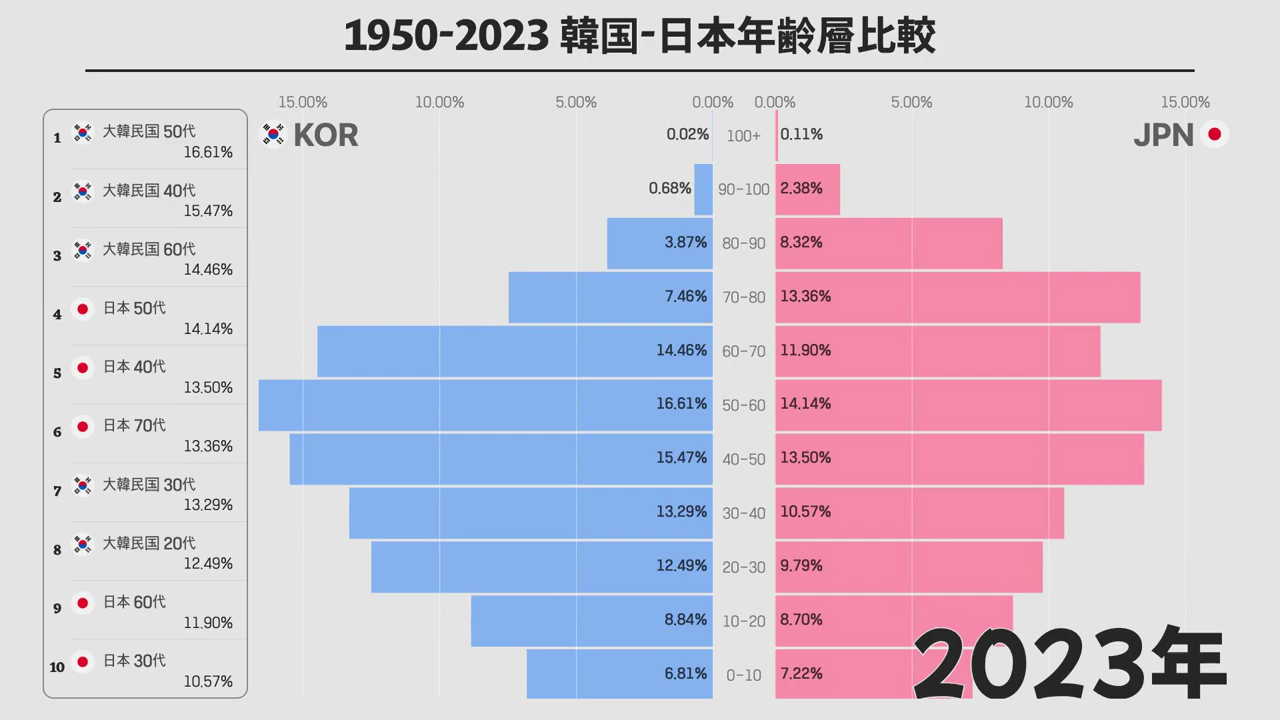 1950-2023 韓国-日本年齢層比較
15.00% 10.00% 5.00% 0.00% 0.00% 5.00% 10.00% 15.00%
KOR
JPN
1 大韓民国 50代
16.61%
2 大韓民国 40代
15.47%
3 大韓民国 60代
14.46%
4 日本 50代
14.14%
5 日本 40代
13.50%
6 日本 70代
13.36%
7 大韓民国 30代
13.29%
8 大韓民国 20代
12.49%
9 日本 60代
11.90%
10 日本 30代
10.57%
0.02% 100+ 0.11%
0.68% 90-100 2.38%
3.87% 80-90 8.32%
7.46% 70-80 13.36%
14.46% 60-70 11.90%
16.61% 50-60 14.14%
15.47% 40-50 13.50%
13.29% 30-40 10.57%
12.49% 20-30 9.79%
8.84% 10-20 8.70%
6.81% 0-10 7.22%
2023年